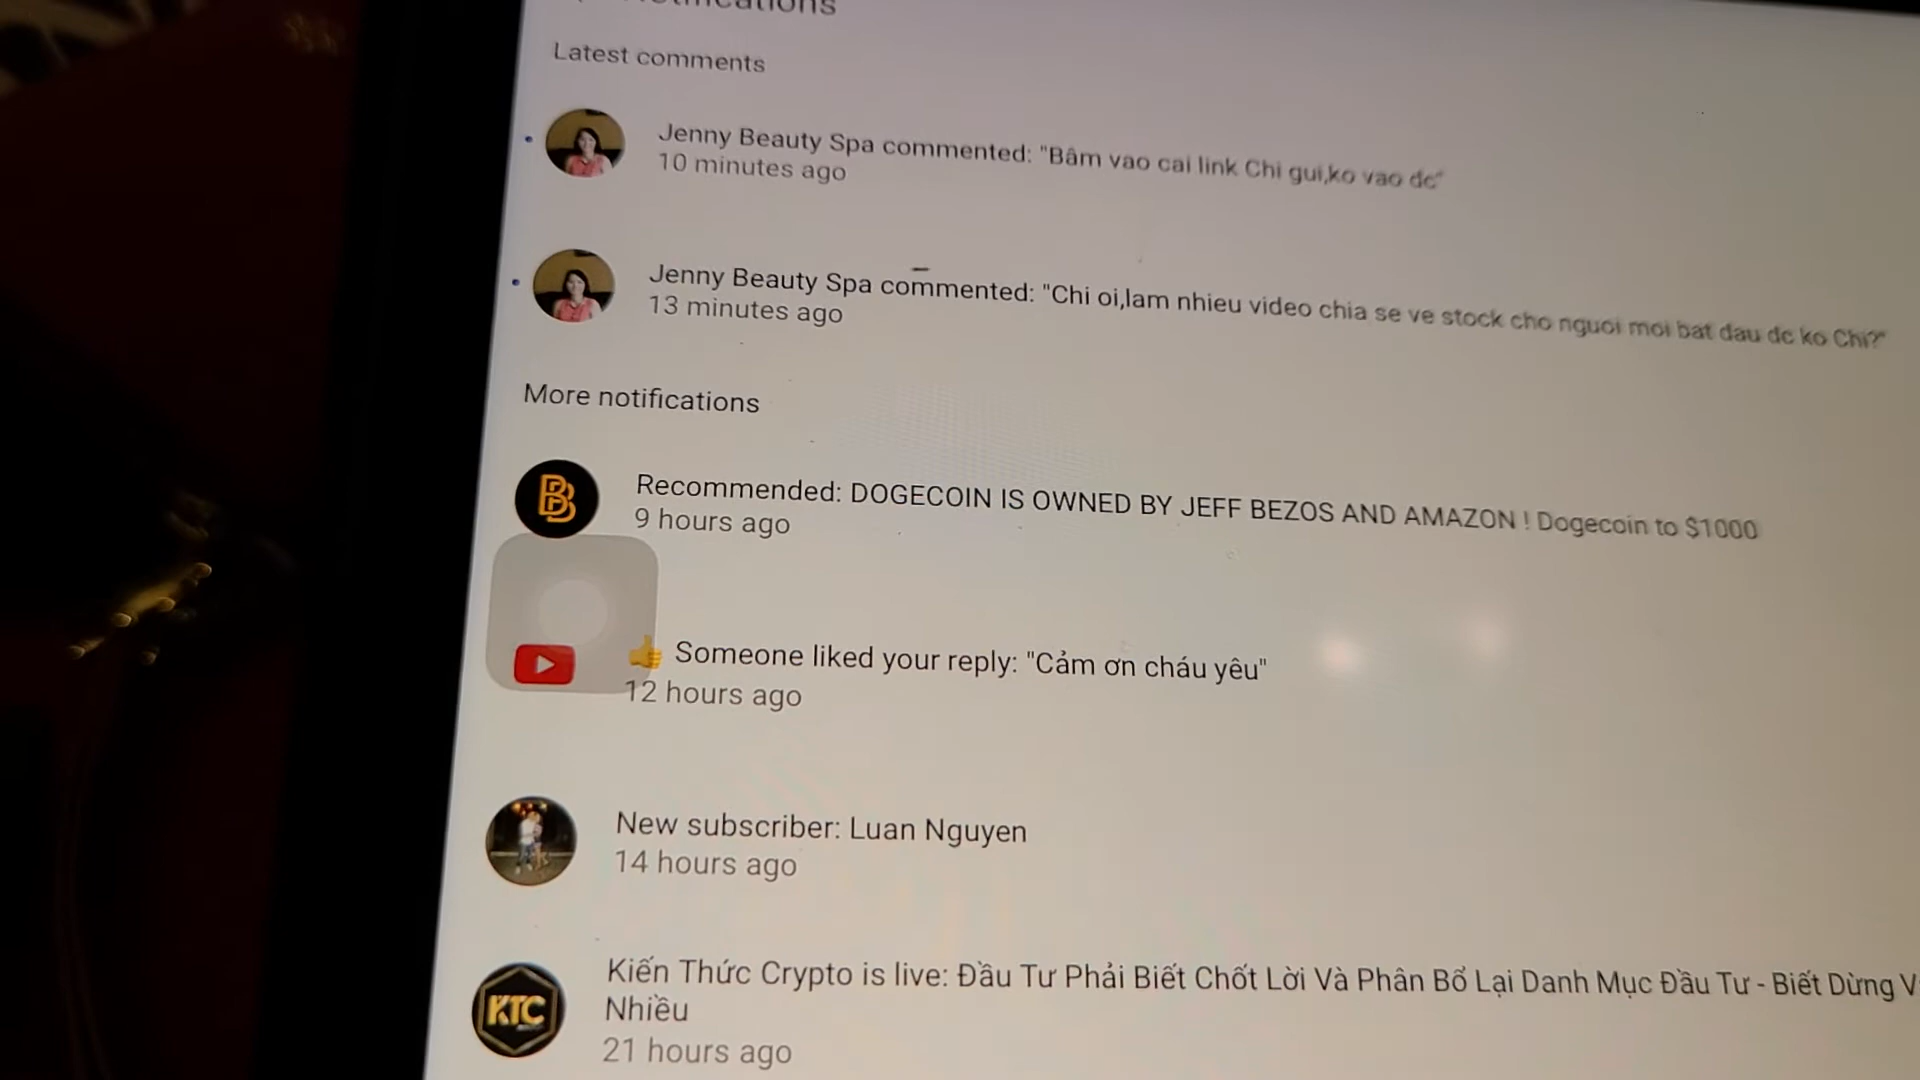 Notifications
Latest comments
Jenny Beauty Spa commented: "Bâm vao cai link Chi gui,ko vao dc"
10 minutes ago
Jenny Beauty Spa commented: "Chi oi,lam nhieu video chia se ve stock cho nguoi moi bat dau dc ko Chi?"
13 minutes ago
More notifications
Recommended: DOGECOIN IS OWNED BY JEFF BEZOS AND AMAZON ! Dogecoin to $1000
9 hours ago
👍 Someone liked your reply: "Cảm ơn cháu yêu"
12 hours ago
New subscriber: Luan Nguyen
14 hours ago
KTC
Kiến Thức Crypto is live: Đầu Tư Phải Biết Chốt Lời Và Phân Bổ Lại Danh Mục Đầu Tư - Biết Dừng
Nhiều
21 hours ago